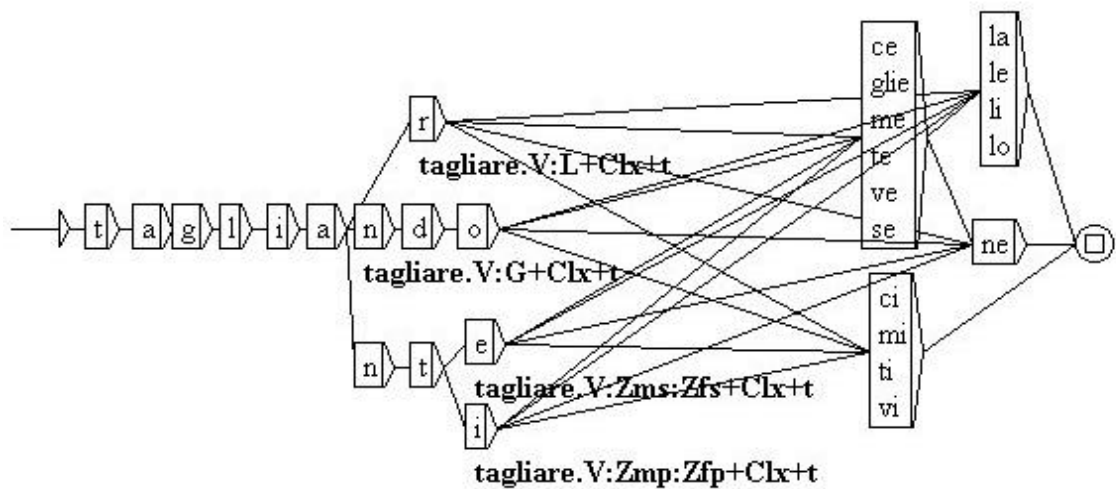 ce
glie
me
te
ve
se
la
le
li
lo
r
tagliare.V:L+Clx+t
t a g l i a n d o
tagliare.V:G+Clx+t
ne
ci
mi
ti
vi
n t e
tagliare.V:Zms:Zfs+Clx+t
i
tagliare.V:Zmp:Zfp+Clx+t